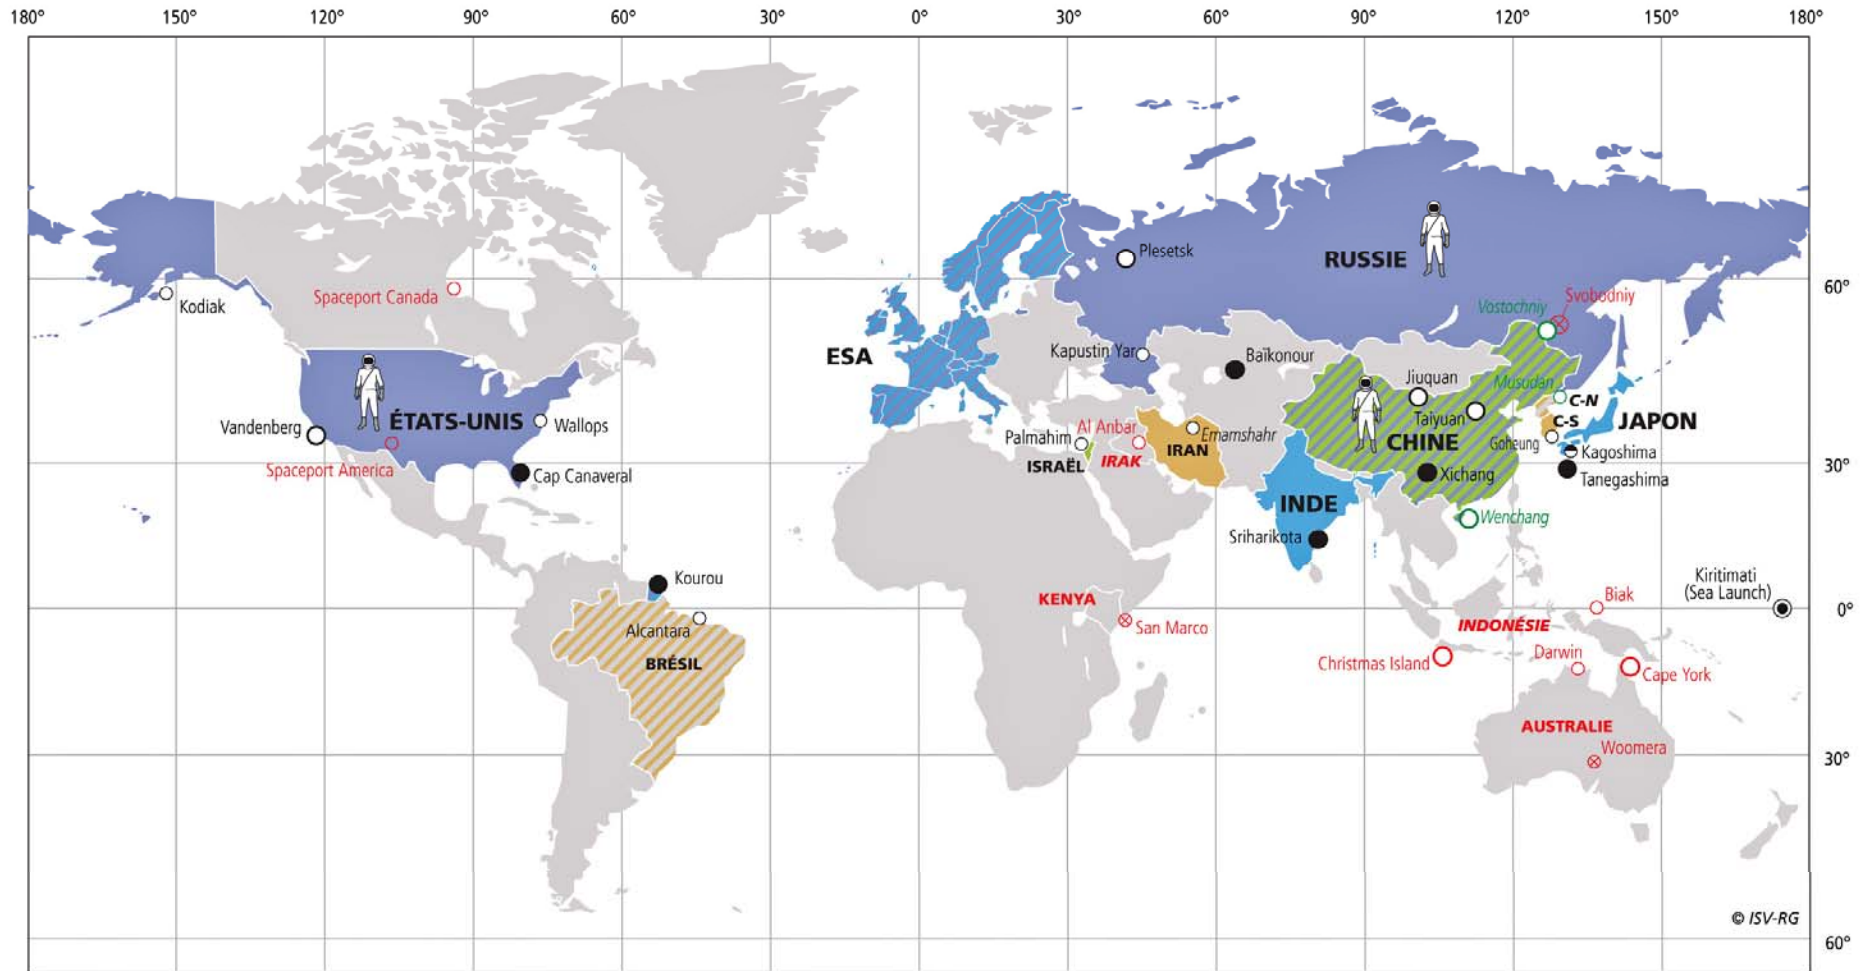 180° 150° 120° 90° 60° 30° 0° 30° 60° 90° 120° 150° 180°
Plesetsk
RUSSIE
60°
Spaceport Canada
Svobodniy
Kodiak
Vostochniy
ESA
Kapustin Yar
Baïkonour
Jiuquan
Musudan
C-N
Vandenberg
ÉTATS-UNIS
Wallops
Al Anbar
Emamshahr
Taiyuan
C-S
JAPON
Palmahim
IRAN
CHINE
Goheung
Kagoshima
Spaceport America
Cap Canaveral
ISRAËL
IRAK
30°
Xichang
Tanegashima
INDE
Wenchang
Sriharikota
Kourou
Kiritimati
(Sea Launch)
KENYA
Biak
0°
Alcantara
San Marco
INDONÉSIE
BRÉSIL
Christmas Island
Darwin
Cape York
AUSTRALIE
Woomera
30°
© ISV-RG
60°